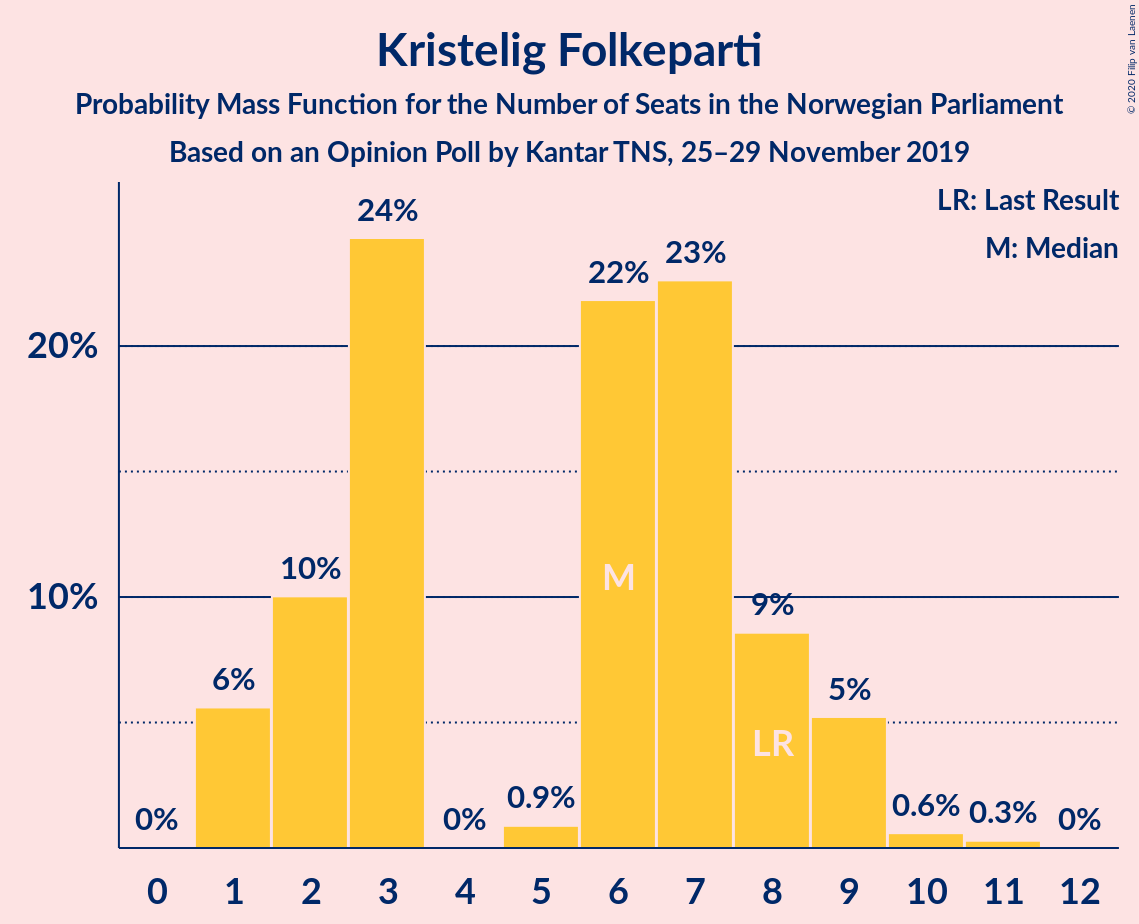 Kristelig Folkeparti
Probability Mass Function for the Number of Seats in the Norwegian Parliament
Based on an Opinion Poll by Kantar TNS, 25–29 November 2019
© 2020 Filip van Laenen
LR: Last Result
M: Median
24%
23%
22%
20%
10%
10%
9%
6%
5%
0%
0%
0.9%
0.6%
0.3%
0%
M
LR
0 1 2 3 4 5 6 7 8 9 10 11 12